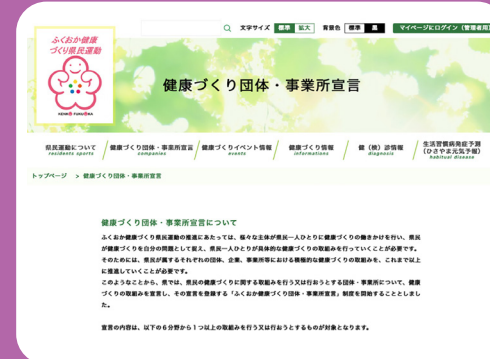 ふくおか健康
づくり県民運動
KENKO FUKUOKA
文字サイズ 標準 拡大 背景色 標準 黒 マイページにログイン（管理者用）
健康づくり団体・事業所宣言
県民運動について 健康づくり団体・事業所宣言 健康づくりイベント情報 健康づくり情報 健（検）診情報 生活習慣病発症予測
（ひさやま元気予報）
residents sports companies events informations diagnosis habitual disease
トップページ > 健康づくり団体・事業所宣言
健康づくり団体・事業所宣言について
ふくおか健康づくり県民運動の推進にあたっては、様々な主体が県民一人ひとりに健康づくりの働きかけを行い、県民
が健康づくりを自分の問題として捉え、県民一人ひとりが具体的な健康づくりの取組みを行っていくことが必要です。
そのためには、県民が属するそれぞれの団体、企業、事業所等における積極的な健康づくりの取組みを、これまで以上
に推進していくことが必要です。
このようなことから、県では、県民の健康づくりに関する取組みを行う又は行おうとする団体・事業所について、健康
づくりの取組みを宣言し、その宣言を登録する「ふくおか健康づくり団体・事業所宣言」制度を開始することとしまし
た。
宣言の内容は、以下の６分野から１つ以上の取組みを行う又は行おうとするものが対象となります。